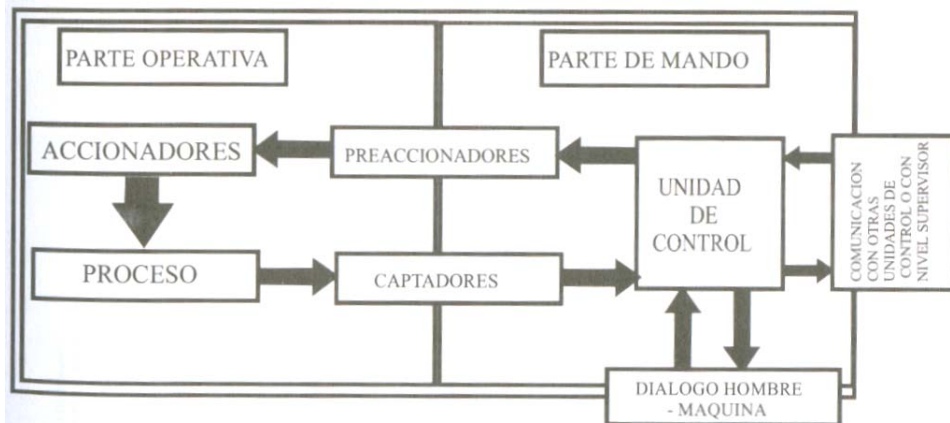 PARTE OPERATIVA
PARTE DE MANDO
ACCIONADORES
PREACCIONADORES
UNIDAD
DE
CONTROL
COMUNICACION
CON OTRAS
UNIDADES DE
CONTROL O CON
NIVEL SUPERVISOR
PROCESO
CAPTADORES
DIALOGO HOMBRE
- MAQUINA